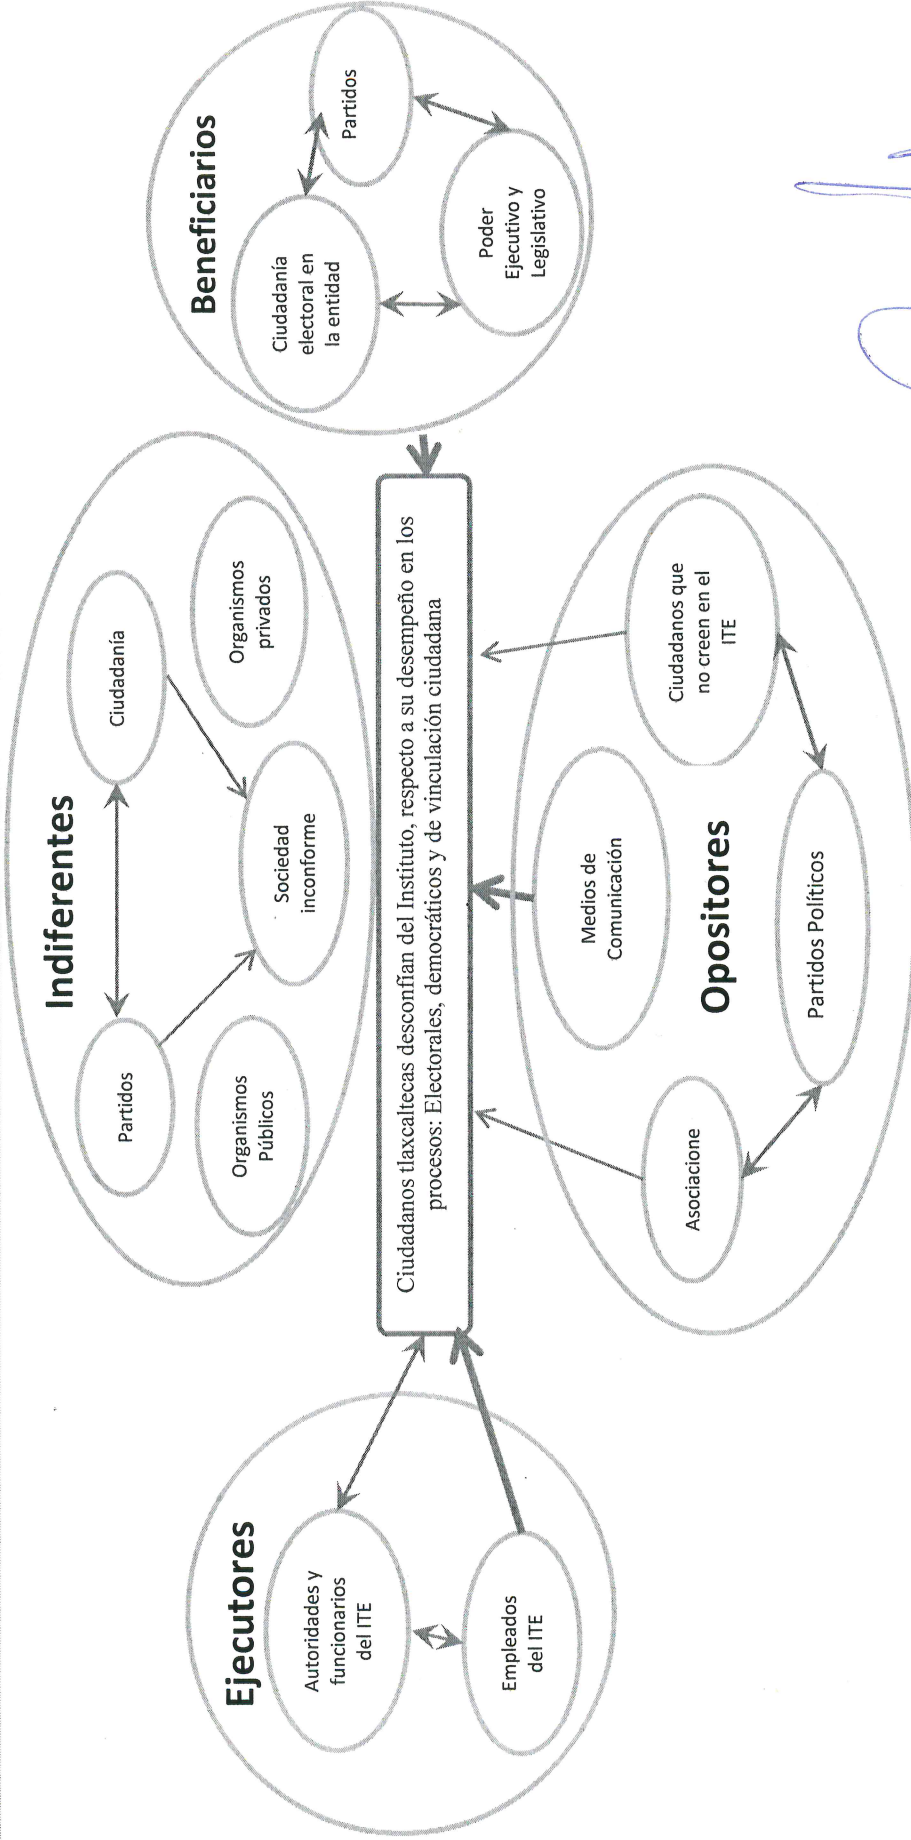 Indiferentes
Partidos
Ciudadanía
Organismos
Públicos
Sociedad
inconforme
Organismos
privados
Ejecutores
Autoridades y
funcionarios
del ITE
Empleados
del ITE
Ciudadanos tlaxcaltecas desconfían del Instituto, respecto a su desempeño en los
procesos: Electorales, democráticos y de vinculación ciudadana
Beneficiarios
Ciudadanía
electoral en
la entidad
Partidos
Poder
Ejecutivo y
Legislativo
Medios de
Comunicación
Asociacione
Ciudadanos que
no creen en el
ITE
Opositores
Partidos Políticos